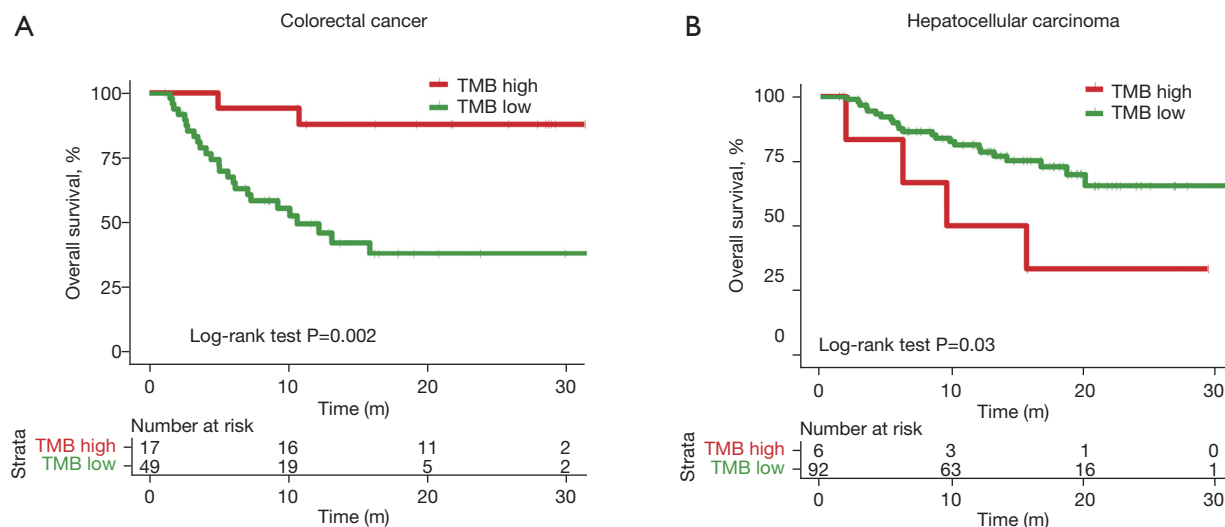 A
Colorectal cancer
TMB high
TMB low
Overall survival, %
100
75
50
25
0
Log-rank test P=0.002
0 10 20 30
Time (m)
Number at risk
Strata
TMB high 17 16 11 2
TMB low 49 19 5 2
0 10 20 30
Time (m)
B
Hepatocellular carcinoma
TMB high
TMB low
Overall survival, %
100
75
50
25
0
Log-rank test P=0.03
0 10 20 30
Time (m)
Number at risk
Strata
TMB high 6 3 1 0
TMB low 92 63 16 1
0 10 20 30
Time (m)